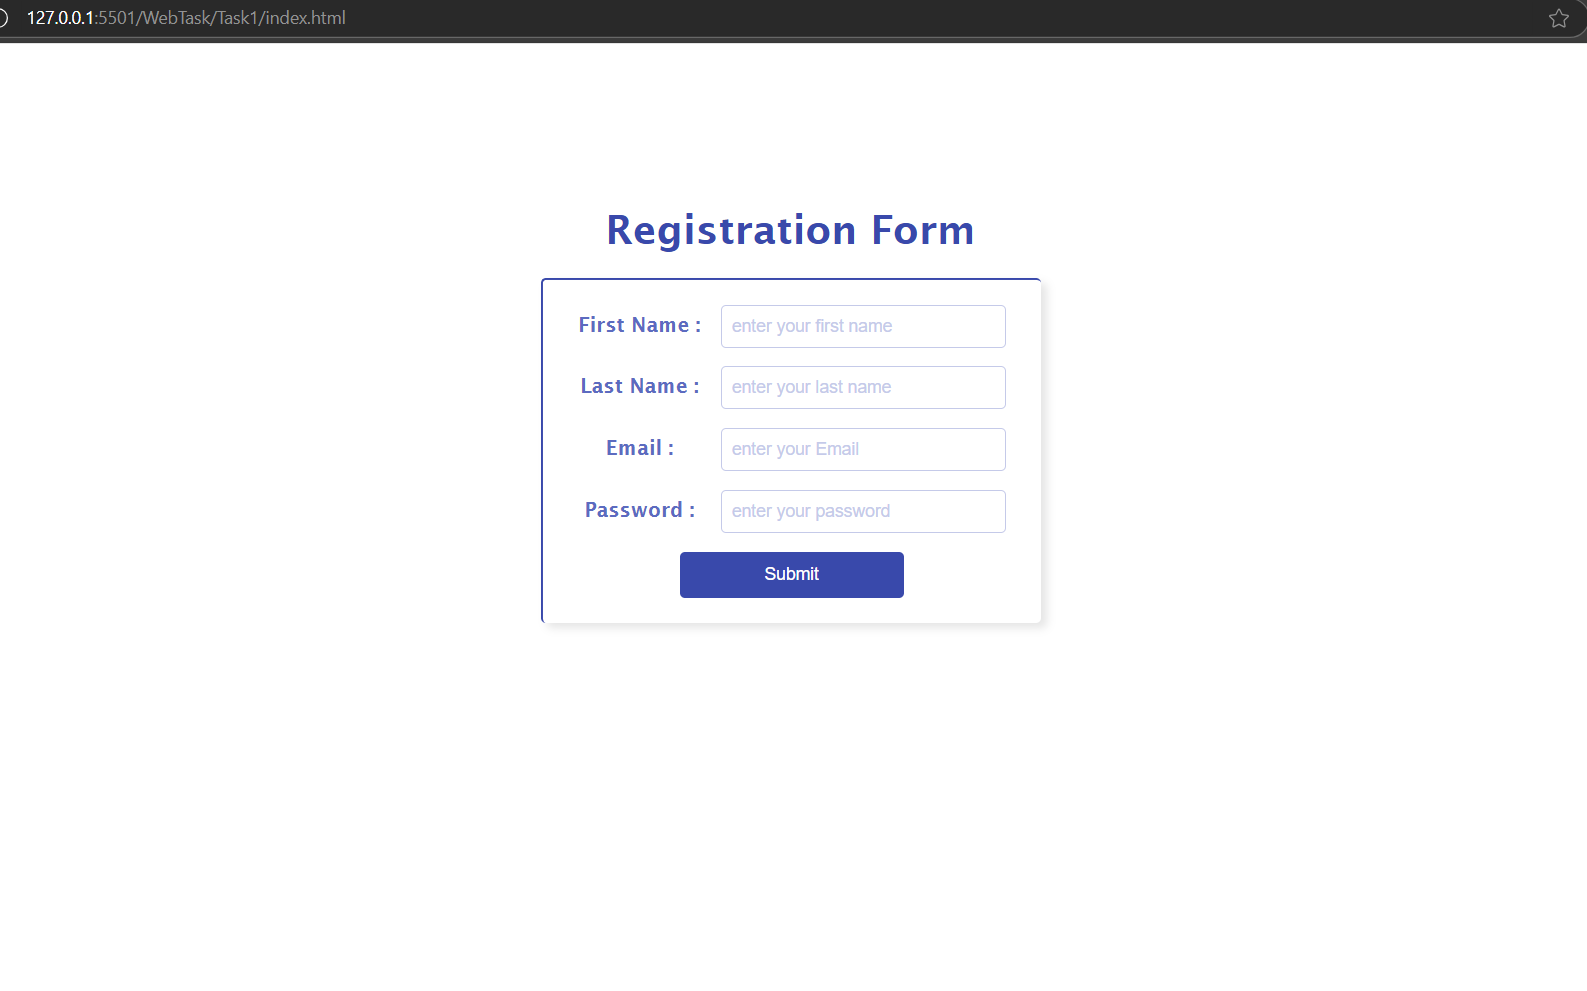 127.0.0.1:5501/WebTask/Task1/index.html
Registration Form
First Name : enter your first name
Last Name : enter your last name
Email : enter your Email
Password : enter your password
Submit